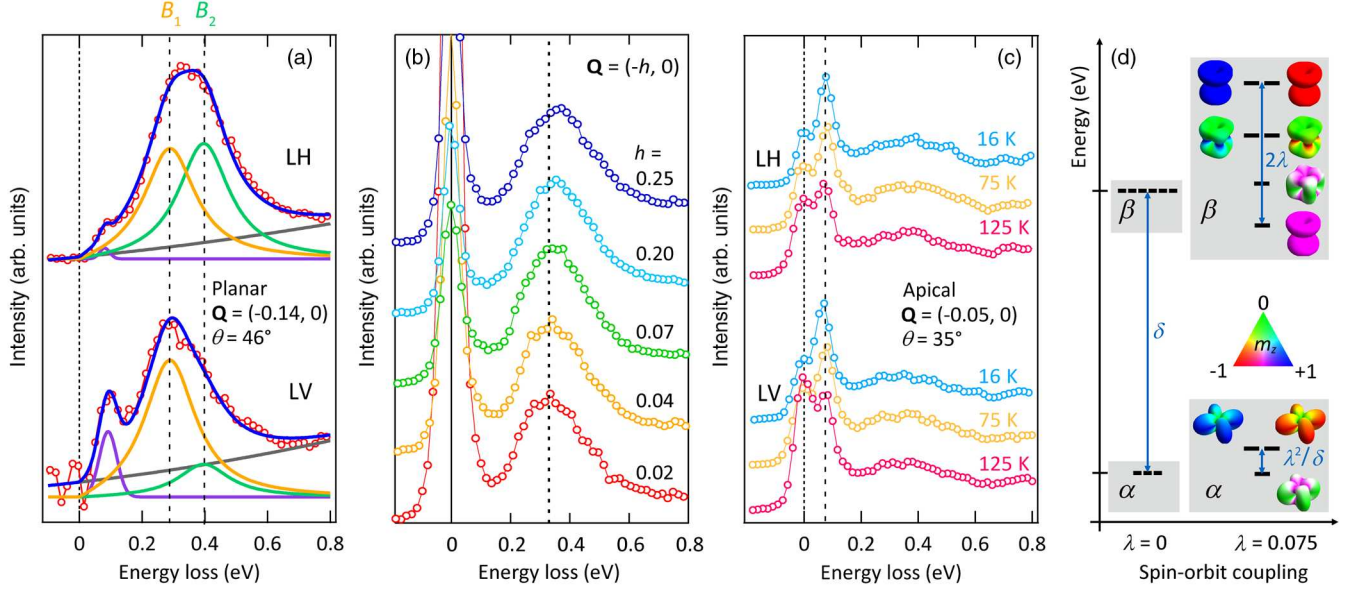 B1 B2
(a)
LH
Planar
Q = (-0.14, 0)
θ = 46°
LV
Intensity (arb. units)
0 0.2 0.4 0.6 0.8
Energy loss (eV)
(b)
Q = (-h, 0)
h =
0.25
0.20
0.07
0.04
0.02
Intensity (arb. units)
0 0.2 0.4 0.6 0.8
Energy loss (eV)
(c)
LH
16 K
75 K
125 K
Apical
Q = (-0.05, 0)
θ = 35°
LV
16 K
75 K
125 K
Intensity (arb. units)
0 0.2 0.4 0.6 0.8
Energy loss (eV)
(d)
Energy (eV)
2λ
β β
δ
0
mz
-1 +1
λ²/δ
α α
λ = 0 λ = 0.075
Spin-orbit coupling